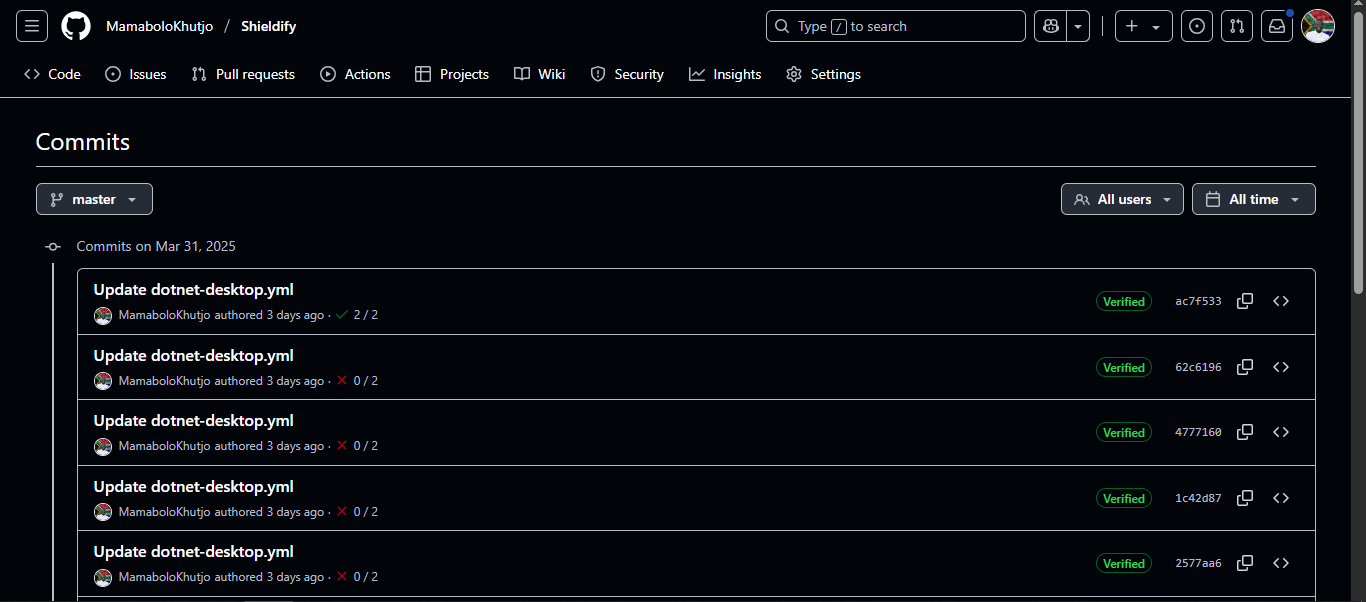 MamaboloKhutjo / Shieldify
Type / to search
Code Issues Pull requests Actions Projects Wiki Security Insights Settings
Commits
master
All users All time
Commits on Mar 31, 2025
Update dotnet-desktop.yml
MamaboloKhutjo authored 3 days ago · 2 / 2
Verified ac7f533
Update dotnet-desktop.yml
MamaboloKhutjo authored 3 days ago · 0 / 2
Verified 62c6196
Update dotnet-desktop.yml
MamaboloKhutjo authored 3 days ago · 0 / 2
Verified 4777160
Update dotnet-desktop.yml
MamaboloKhutjo authored 3 days ago · 0 / 2
Verified 1c42d87
Update dotnet-desktop.yml
MamaboloKhutjo authored 3 days ago · 0 / 2
Verified 2577aa6